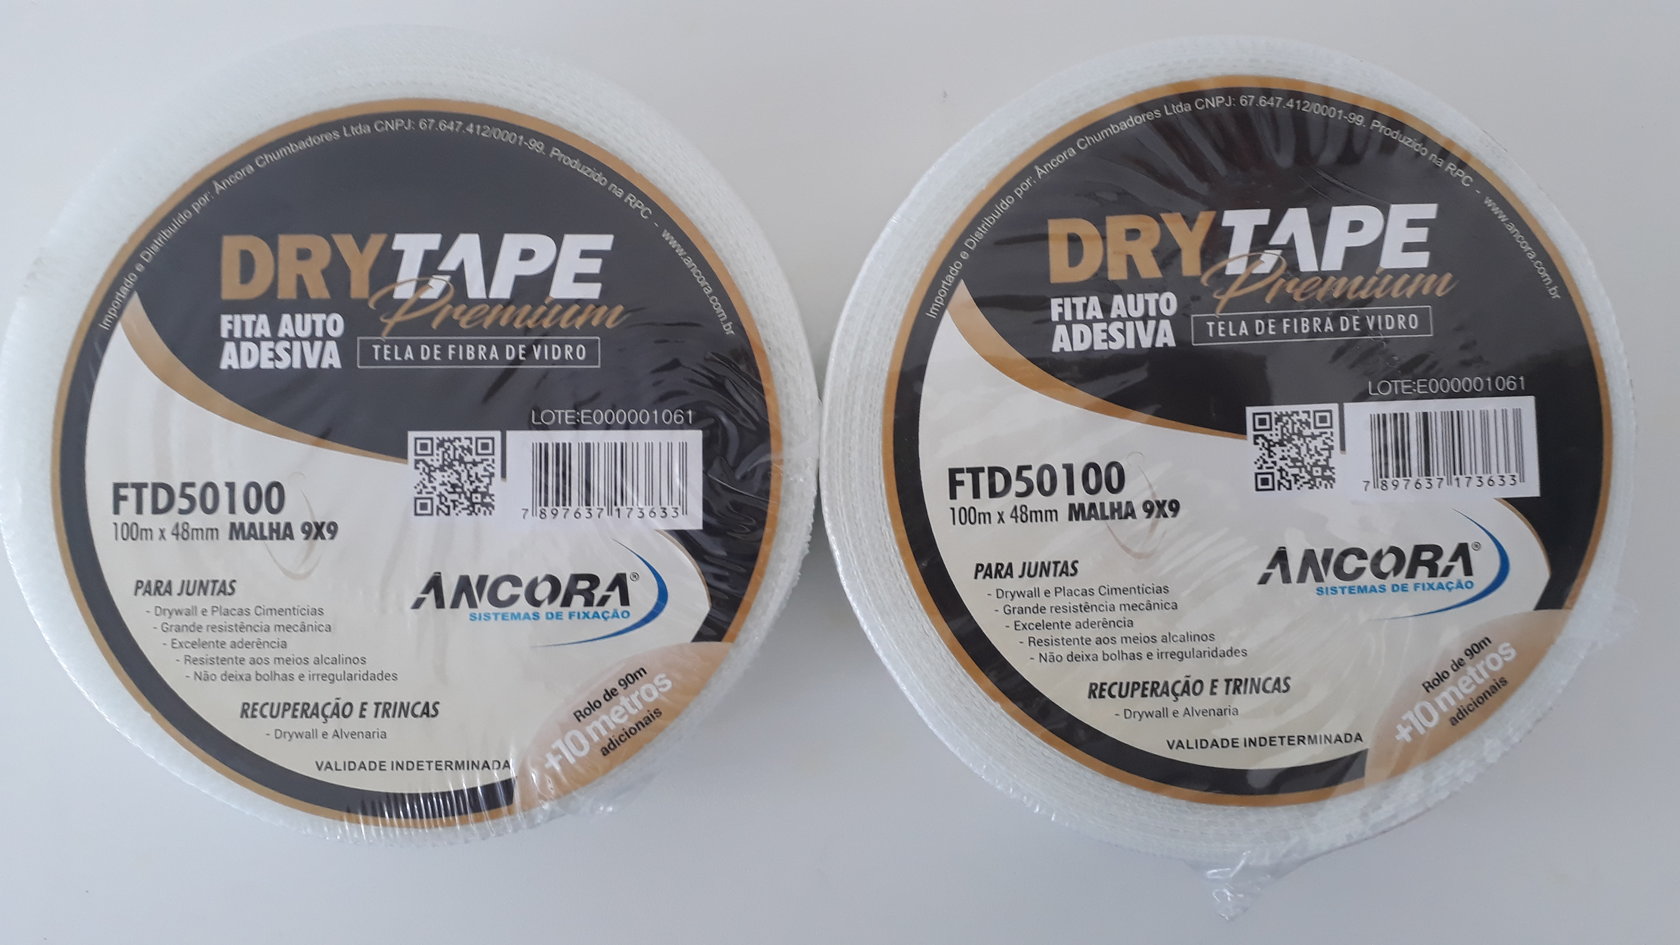 Importado e Distribuído por: Âncora Chumbadores Ltda CNPJ: 67.647.412/0001-99. Produzido na RPC - www.ancora.com.br
DRYTAPE
Premium
FITA AUTO
ADESIVA
TELA DE FIBRA DE VIDRO
LOTE:E000001061
7 897637 173633
FTD50100
100m x 48mm MALHA 9X9
ÂNCORA®
SISTEMAS DE FIXAÇÃO
PARA JUNTAS
- Drywall e Placas Cimentícias
- Grande resistência mecânica
- Excelente aderência
- Resistente aos meios alcalinos
- Não deixa bolhas e irregularidades
RECUPERAÇÃO E TRINCAS
- Drywall e Alvenaria
VALIDADE INDETERMINADA
Rolo de 90m
+10 metros
adicionais
Importado e Distribuído por: Âncora Chumbadores Ltda CNPJ: 67.647.412/0001-99. Produzido na RPC - www.ancora.com.br
DRYTAPE
Premium
FITA AUTO
ADESIVA
TELA DE FIBRA DE VIDRO
LOTE:E000001061
7 897637 173633
FTD50100
100m x 48mm MALHA 9X9
ÂNCORA®
SISTEMAS DE FIXAÇÃO
PARA JUNTAS
- Drywall e Placas Cimentícias
- Grande resistência mecânica
- Excelente aderência
- Resistente aos meios alcalinos
- Não deixa bolhas e irregularidades
RECUPERAÇÃO E TRINCAS
- Drywall e Alvenaria
VALIDADE INDETERMINADA
Rolo de 90m
+10 metros
adicionais